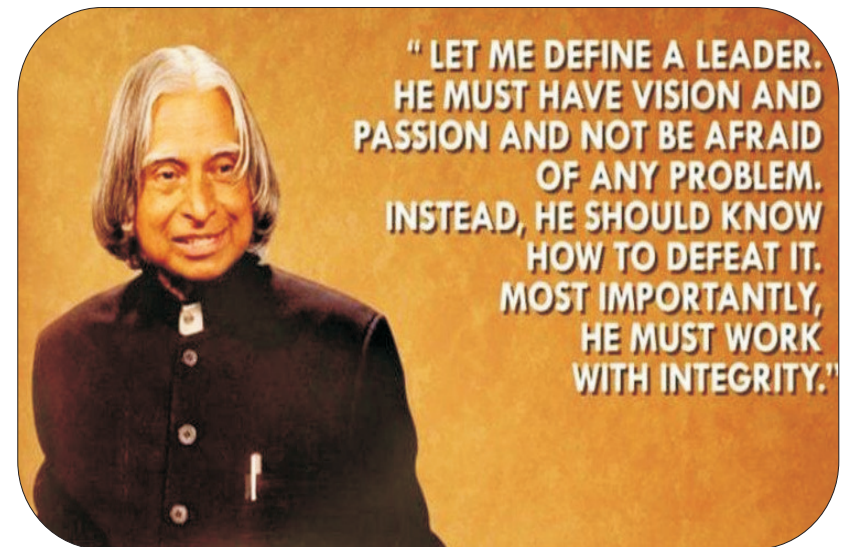 “ LET ME DEFINE A LEADER.
HE MUST HAVE VISION AND
PASSION AND NOT BE AFRAID
OF ANY PROBLEM.
INSTEAD, HE SHOULD KNOW
HOW TO DEFEAT IT.
MOST IMPORTANTLY,
HE MUST WORK
WITH INTEGRITY.”